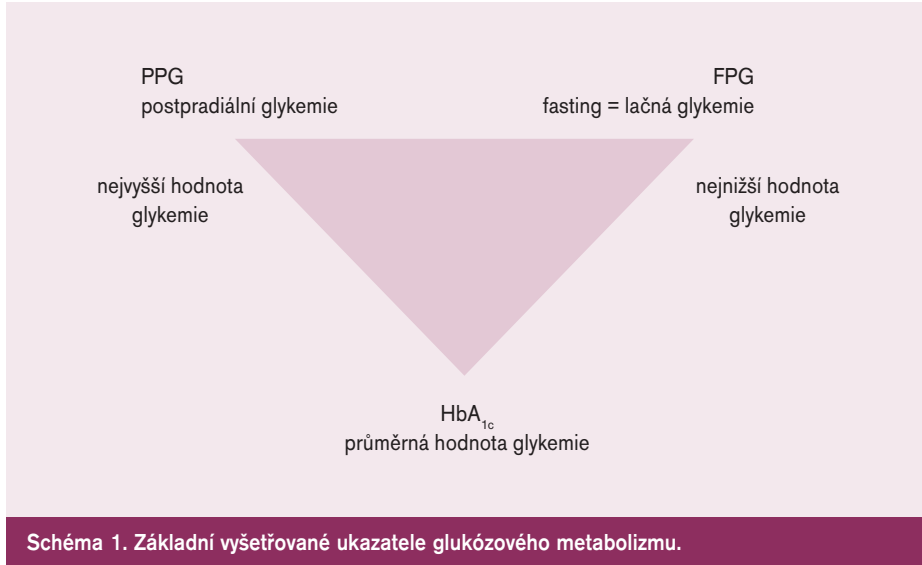 PPG
postpradiální glykemie
FPG
fasting = lačná glykemie
nejvyšší hodnota
glykemie
nejnižší hodnota
glykemie
HbA1c
průměrná hodnota glykemie
Schéma 1. Základní vyšetřované ukazatele glukózového metabolizmu.